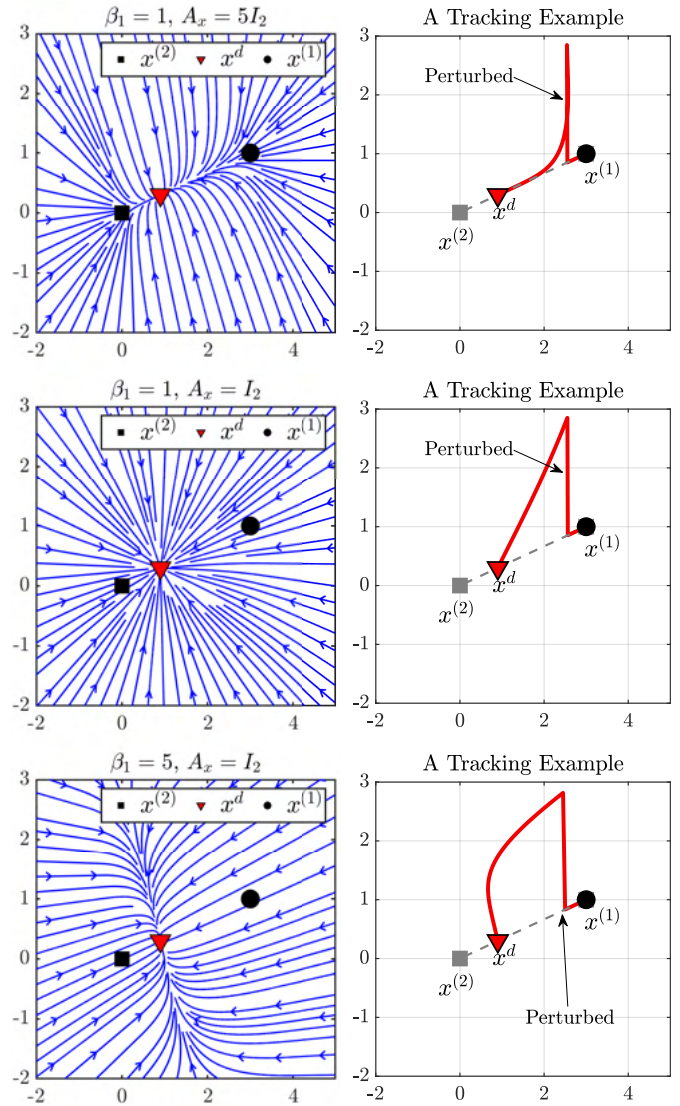 β₁ = 1, Aₓ = 5I₂
x⁽²⁾ xᵈ x⁽¹⁾
3
2
1
0
-1
-2
-2 0 2 4
A Tracking Example
3
2
1
0
-1
-2
Perturbed
x⁽¹⁾
xᵈ
x⁽²⁾
-2 0 2 4
β₁ = 1, Aₓ = I₂
x⁽²⁾ xᵈ x⁽¹⁾
3
2
1
0
-1
-2
-2 0 2 4
A Tracking Example
3
2
1
0
-1
-2
Perturbed
x⁽¹⁾
xᵈ
x⁽²⁾
-2 0 2 4
β₁ = 5, Aₓ = I₂
x⁽²⁾ xᵈ x⁽¹⁾
3
2
1
0
-1
-2
-2 0 2 4
A Tracking Example
3
2
1
0
-1
-2
x⁽¹⁾
xᵈ
x⁽²⁾
Perturbed
-2 0 2 4